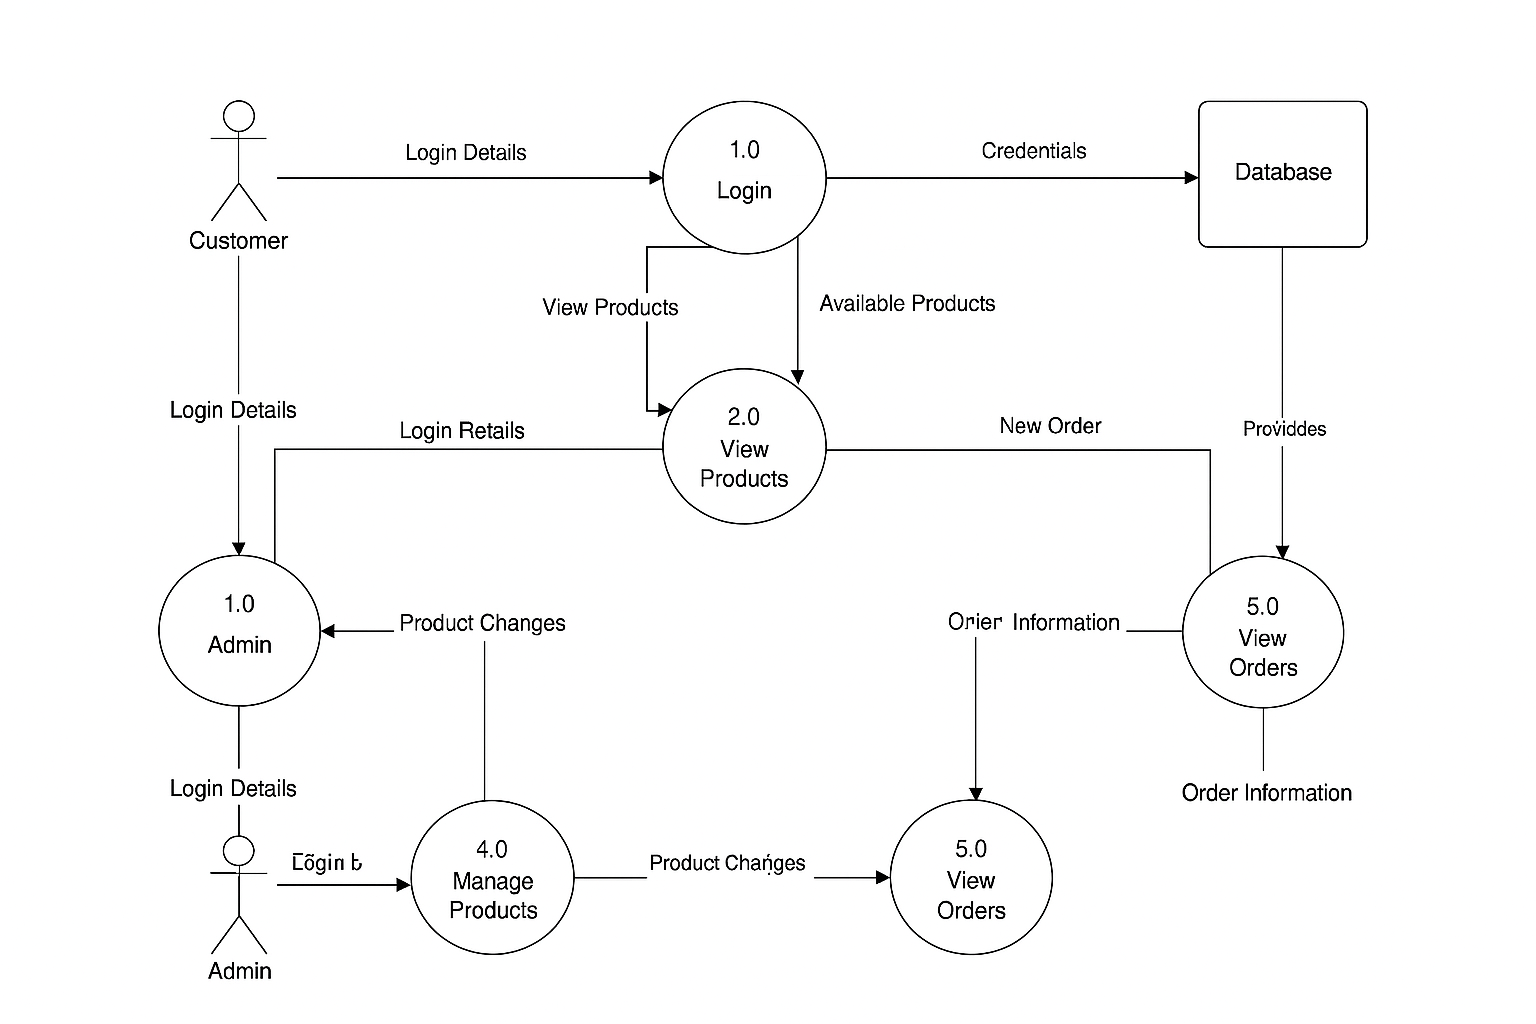 1.0
Login
Login Details
Credentials
Database
Customer
View Products
Available Products
Login Details
Login Retails
2.0
View
Products
New Order
Providdes
1.0
Admin
Product Changes
Information
5.0
View
Orders
Login Details
Order Information
4.0
Manage
Products
Product Changes
5.0
View
Orders
Admin